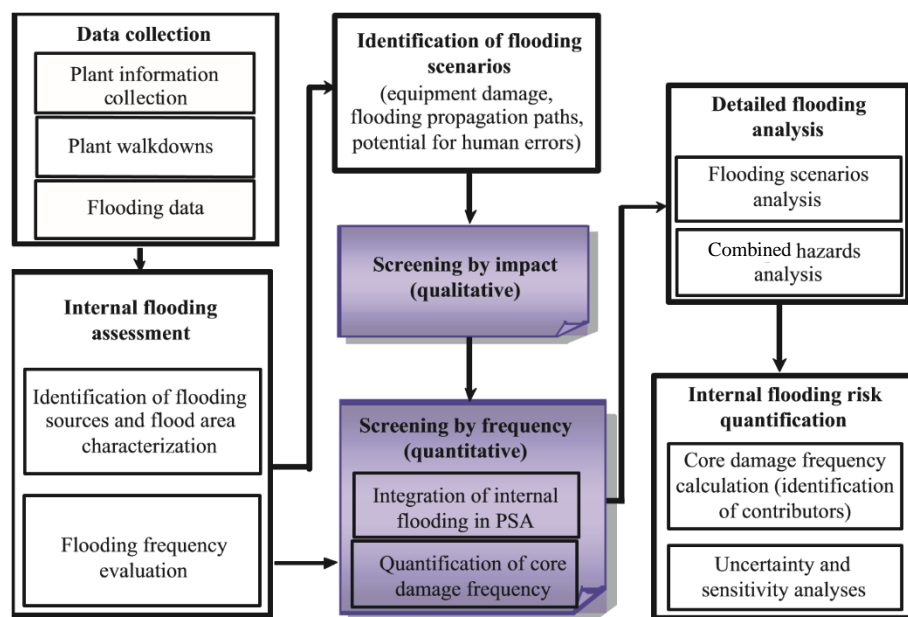 Data collection
Plant information
collection
Plant walkdowns
Flooding data
Internal flooding
assessment
Identification of flooding
sources and flood area
characterization
Flooding frequency
evaluation
Identification of flooding
scenarios
(equipment damage,
flooding propagation paths,
potential for human errors)
Screening by impact
(qualitative)
Screening by frequency
(quantitative)
Integration of internal
flooding in PSA
Quantification of core
damage frequency
Detailed flooding
analysis
Flooding scenarios
analysis
Combined hazards
analysis
Internal flooding risk
quantification
Core damage frequency
calculation (identification
of contributors)
Uncertainty and
sensitivity analyses